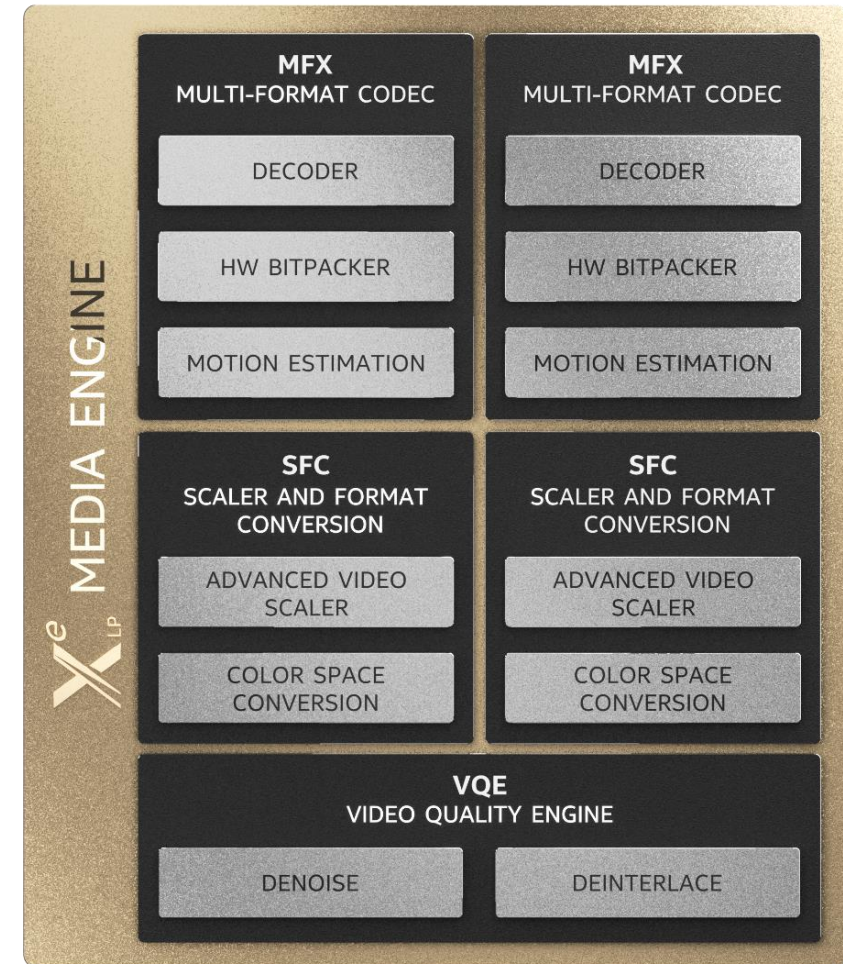 Xe LP MEDIA ENGINE
MFX
MULTI-FORMAT CODEC
DECODER
HW BITPACKER
MOTION ESTIMATION
MFX
MULTI-FORMAT CODEC
DECODER
HW BITPACKER
MOTION ESTIMATION
SFC
SCALER AND FORMAT
CONVERSION
ADVANCED VIDEO
SCALER
COLOR SPACE
CONVERSION
SFC
SCALER AND FORMAT
CONVERSION
ADVANCED VIDEO
SCALER
COLOR SPACE
CONVERSION
VQE
VIDEO QUALITY ENGINE
DENOISE
DEINTERLACE